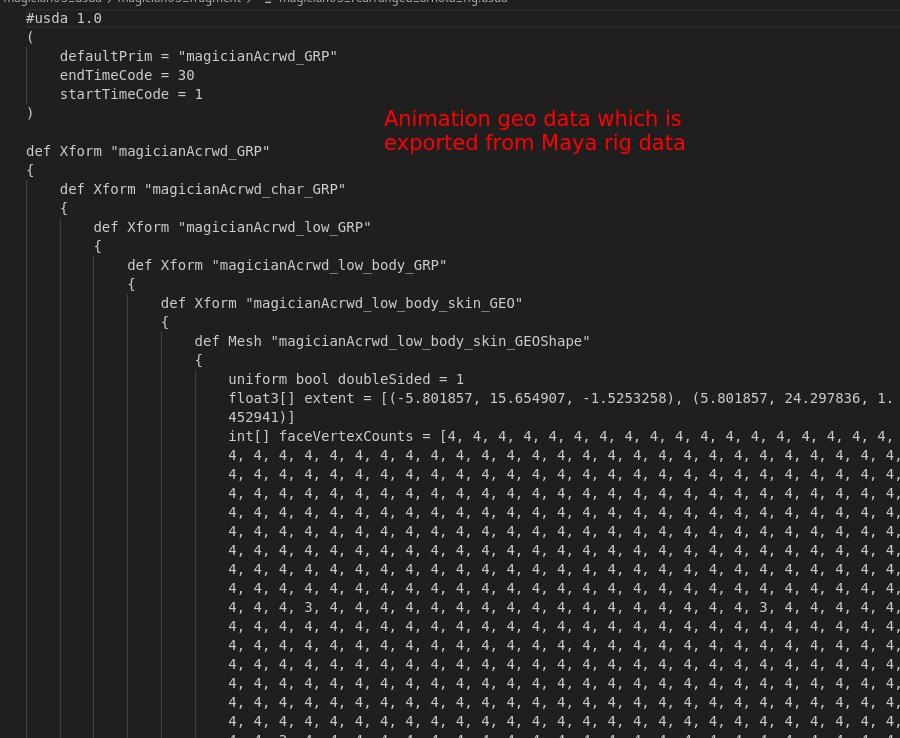 #usda 1.0
(
defaultPrim = "magicianAcrwd_GRP"
endTimeCode = 30
startTimeCode = 1
)
Animation geo data which is
exported from Maya rig data
def Xform "magicianAcrwd_GRP"
{
def Xform "magicianAcrwd_char_GRP"
{
def Xform "magicianAcrwd_low_GRP"
{
def Xform "magicianAcrwd_low_body_GRP"
{
def Xform "magicianAcrwd_low_body_skin_GEO"
{
def Mesh "magicianAcrwd_low_body_skin_GEOShape"
{
uniform bool doubleSided = 1
float3[] extent = [(-5.801857, 15.654907, -1.5253258), (5.801857, 24.297836, 1.
452941)]
int[] faceVertexCounts = [4, 4, 4, 4, 4, 4, 4, 4, 4, 4, 4, 4, 4, 4, 4, 4, 4, 4,
4, 4, 4, 4, 4, 4, 4, 4, 4, 4, 4, 4, 4, 4, 4, 4, 4, 4, 4, 4, 4, 4, 4, 4, 4, 4, 4,
4, 4, 4, 4, 4, 4, 4, 4, 4, 4, 4, 4, 4, 4, 4, 4, 4, 4, 4, 4, 4, 4, 4, 4, 4, 4, 4,
4, 4, 4, 4, 4, 4, 4, 4, 4, 4, 4, 4, 4, 4, 4, 4, 4, 4, 4, 4, 4, 4, 4, 4, 4, 4, 4,
4, 4, 4, 4, 4, 4, 4, 4, 4, 4, 4, 4, 4, 4, 4, 4, 4, 4, 4, 4, 4, 4, 4, 4, 4, 4, 4,
4, 4, 4, 4, 4, 4, 4, 4, 4, 4, 4, 4, 4, 4, 4, 4, 4, 4, 4, 4, 4, 4, 4, 4, 4, 4, 4,
4, 4, 4, 4, 4, 4, 4, 4, 4, 4, 4, 4, 4, 4, 4, 4, 4, 4, 4, 4, 4, 4, 4, 4, 4, 4, 4,
4, 4, 4, 4, 4, 4, 4, 4, 4, 4, 4, 4, 4, 4, 4, 4, 4, 4, 4, 4, 4, 4, 4, 4, 4, 4, 4,
4, 4, 4, 4, 4, 4, 4, 4, 4, 4, 4, 4, 4, 4, 4, 4, 4, 4, 4, 4, 4, 4, 4, 4, 4, 4, 4,
4, 4, 4, 3, 4, 4, 4, 4, 4, 4, 4, 4, 4, 4, 4, 4, 4, 4, 4, 4, 4, 3, 4, 4, 4, 4, 4,
4, 4, 4, 4, 4, 4, 4, 4, 4, 4, 4, 4, 4, 4, 4, 4, 4, 4, 4, 4, 4, 4, 4, 4, 4, 4, 4,
4, 4, 4, 4, 4, 4, 4, 4, 4, 4, 4, 4, 4, 4, 4, 4, 4, 4, 4, 4, 4, 4, 4, 4, 4, 4, 4,
4, 4, 4, 4, 4, 4, 4, 4, 4, 4, 4, 4, 4, 4, 4, 4, 4, 4, 4, 4, 4, 4, 4, 4, 4, 4, 4,
4, 4, 4, 4, 4, 4, 4, 4, 4, 4, 4, 4, 4, 4, 4, 4, 4, 4, 4, 4, 4, 4, 4, 4, 4, 4, 4,
4, 4, 4, 4, 4, 4, 4, 4, 4, 4, 4, 4, 4, 4, 4, 4, 4, 4, 4, 4, 4, 4, 4, 4, 4, 4, 4,
4, 4, 4, 4, 4, 4, 4, 4, 4, 4, 4, 4, 4, 4, 4, 4, 4, 4, 4, 4, 4, 4, 4, 4, 4, 4, 4,